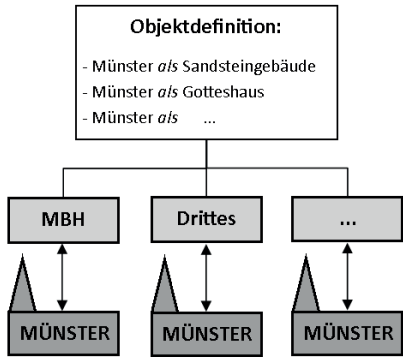 Objektdefinition:
- Münster als Sandsteingebäude
- Münster als Gotteshaus
- Münster als ...
MBH
Drittes
...
MÜNSTER
MÜNSTER
MÜNSTER